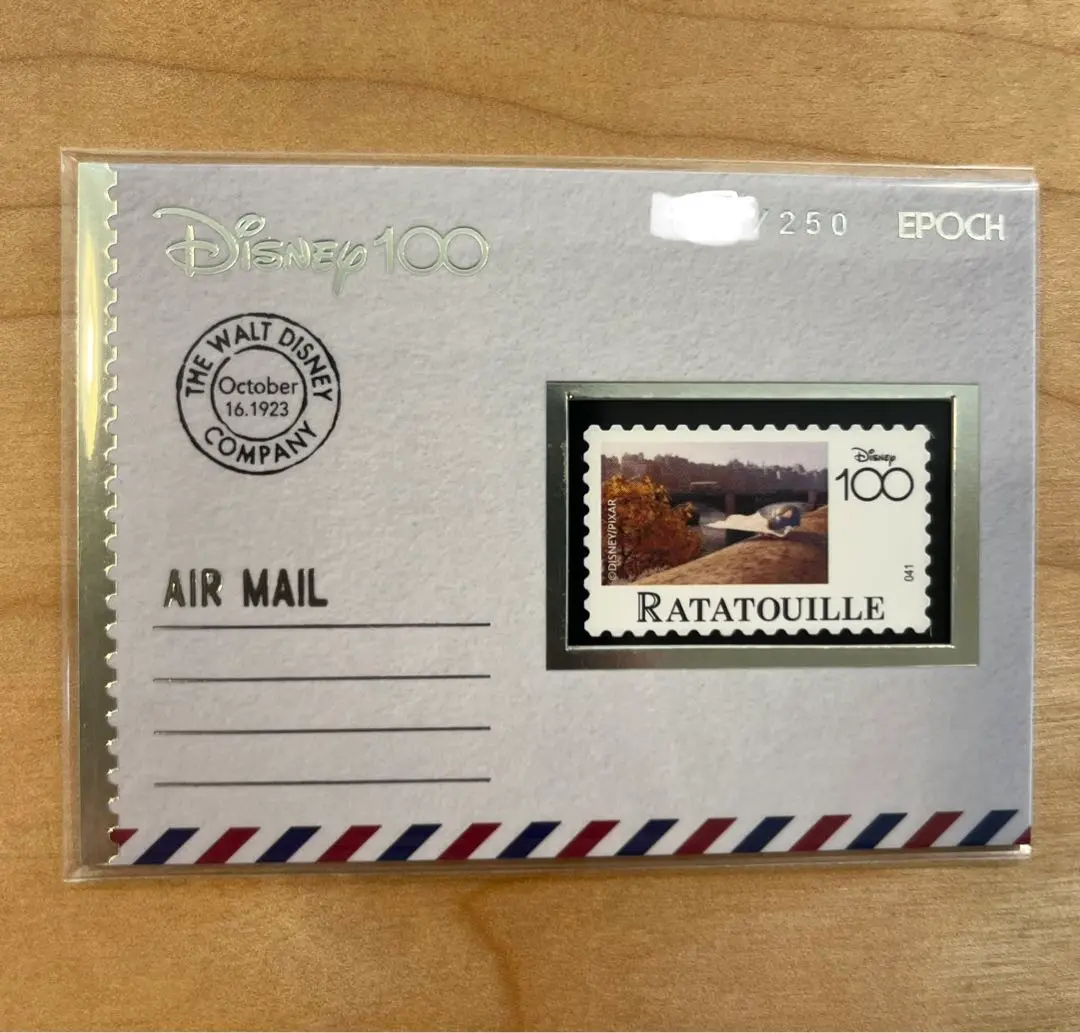 Disney100
/250
EPOCH
THE WALT DISNEY
October
16.1923
COMPANY
Disney
100
©DISNEY/PIXAR
041
RATATOUILLE
AIR MAIL